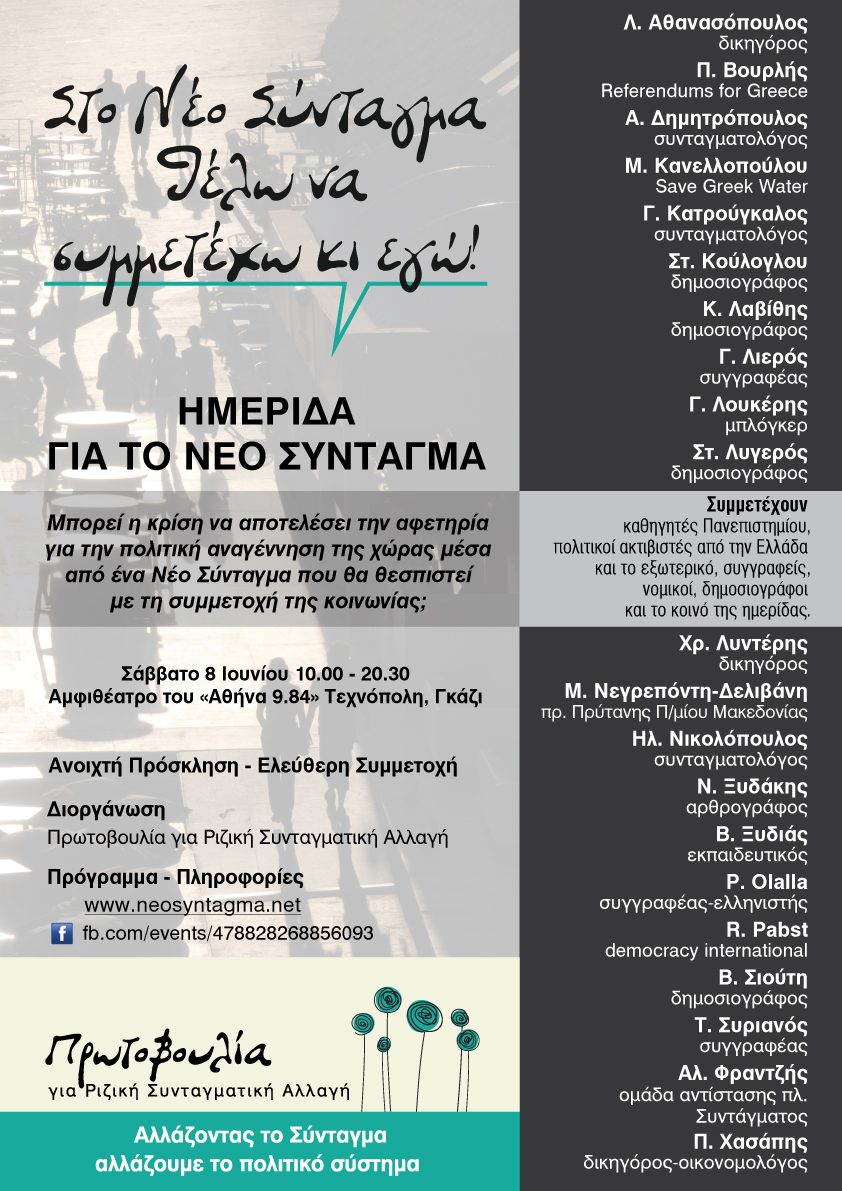 Στο Νέο Σύνταγμα
θέλω να
συμμετέχω κι εγώ!
ΗΜΕΡΙΔΑ
ΓΙΑ ΤΟ ΝΕΟ ΣΥΝΤΑΓΜΑ
Μπορεί η κρίση να αποτελέσει την αφετηρία
για την πολιτική αναγέννηση της χώρας μέσα
από ένα Νέο Σύνταγμα που θα θεσπιστεί
με τη συμμετοχή της κοινωνίας;
Σάββατο 8 Ιουνίου 10.00 - 20.30
Αμφιθέατρο του «Αθήνα 9.84» Τεχνόπολη, Γκάζι
Ανοιχτή Πρόσκληση - Ελεύθερη Συμμετοχή
Διοργάνωση
Πρωτοβουλία για Ριζική Συνταγματική Αλλαγή
Πρόγραμμα - Πληροφορίες
www.neosyntagma.net
f fb.com/events/478828268856093
Πρωτοβουλία
για Ριζική Συνταγματική Αλλαγή
Αλλάζοντας το Σύνταγμα
αλλάζουμε το πολιτικό σύστημα
Λ. Αθανασόπουλος
δικηγόρος
Π. Βουρλής
Referendums for Greece
Α. Δημητρόπουλος
συνταγματολόγος
Μ. Κανελλοπούλου
Save Greek Water
Γ. Κατρούγκαλος
συνταγματολόγος
Στ. Κούλογλου
δημοσιογράφος
Κ. Λαβίθης
δημοσιογράφος
Γ. Λιερός
συγγραφέας
Γ. Λουκέρης
μπλόγκερ
Στ. Λυγερός
δημοσιογράφος
Συμμετέχουν
καθηγητές Πανεπιστημίου,
πολιτικοί ακτιβιστές από την Ελλάδα
και το εξωτερικό, συγγραφείς,
νομικοί, δημοσιογράφοι
και το κοινό της ημερίδας.
Χρ. Λυντέρης
δικηγόρος
Μ. Νεγρεπόντη-Δελιβάνη
πρ. Πρύτανης Π/μίου Μακεδονίας
Ηλ. Νικολόπουλος
συνταγματολόγος
Ν. Ξυδάκης
αρθρογράφος
Β. Ξυδιάς
εκπαιδευτικός
P. Olalla
συγγραφέας-ελληνιστής
R. Pabst
democracy international
Β. Σιούτη
δημοσιογράφος
Τ. Συριανός
συγγραφέας
Αλ. Φραντζής
ομάδα αντίστασης πλ.
Συντάγματος
Π. Χασάπης
δικηγόρος-οικονομολόγος